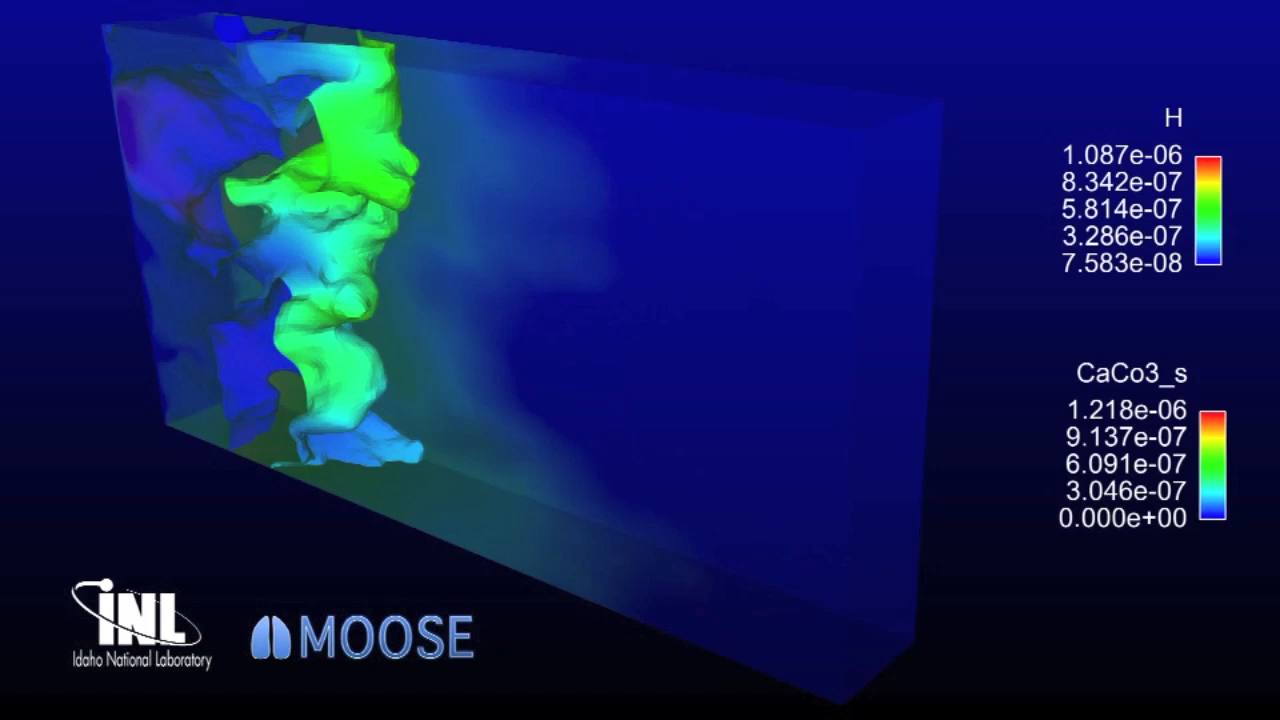 H
1.087e-06
8.342e-07
5.814e-07
3.286e-07
7.583e-08
CaCo3_s
1.218e-06
9.137e-07
6.091e-07
3.046e-07
0.000e+00
INL
Idaho National Laboratory
MOOSE